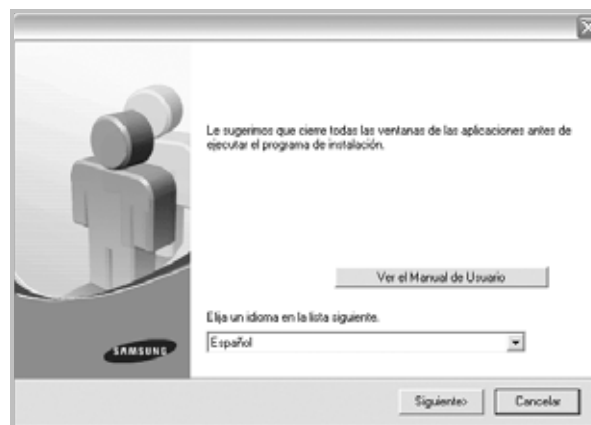 Le sugerimos que cierre todas las ventanas de las aplicaciones antes de
ejecutar el programa de instalación.
Ver el Manual de Usuario
Elija un idioma en la lista siguiente.
Español
SAMSUNG
Siguiente>
Cancelar